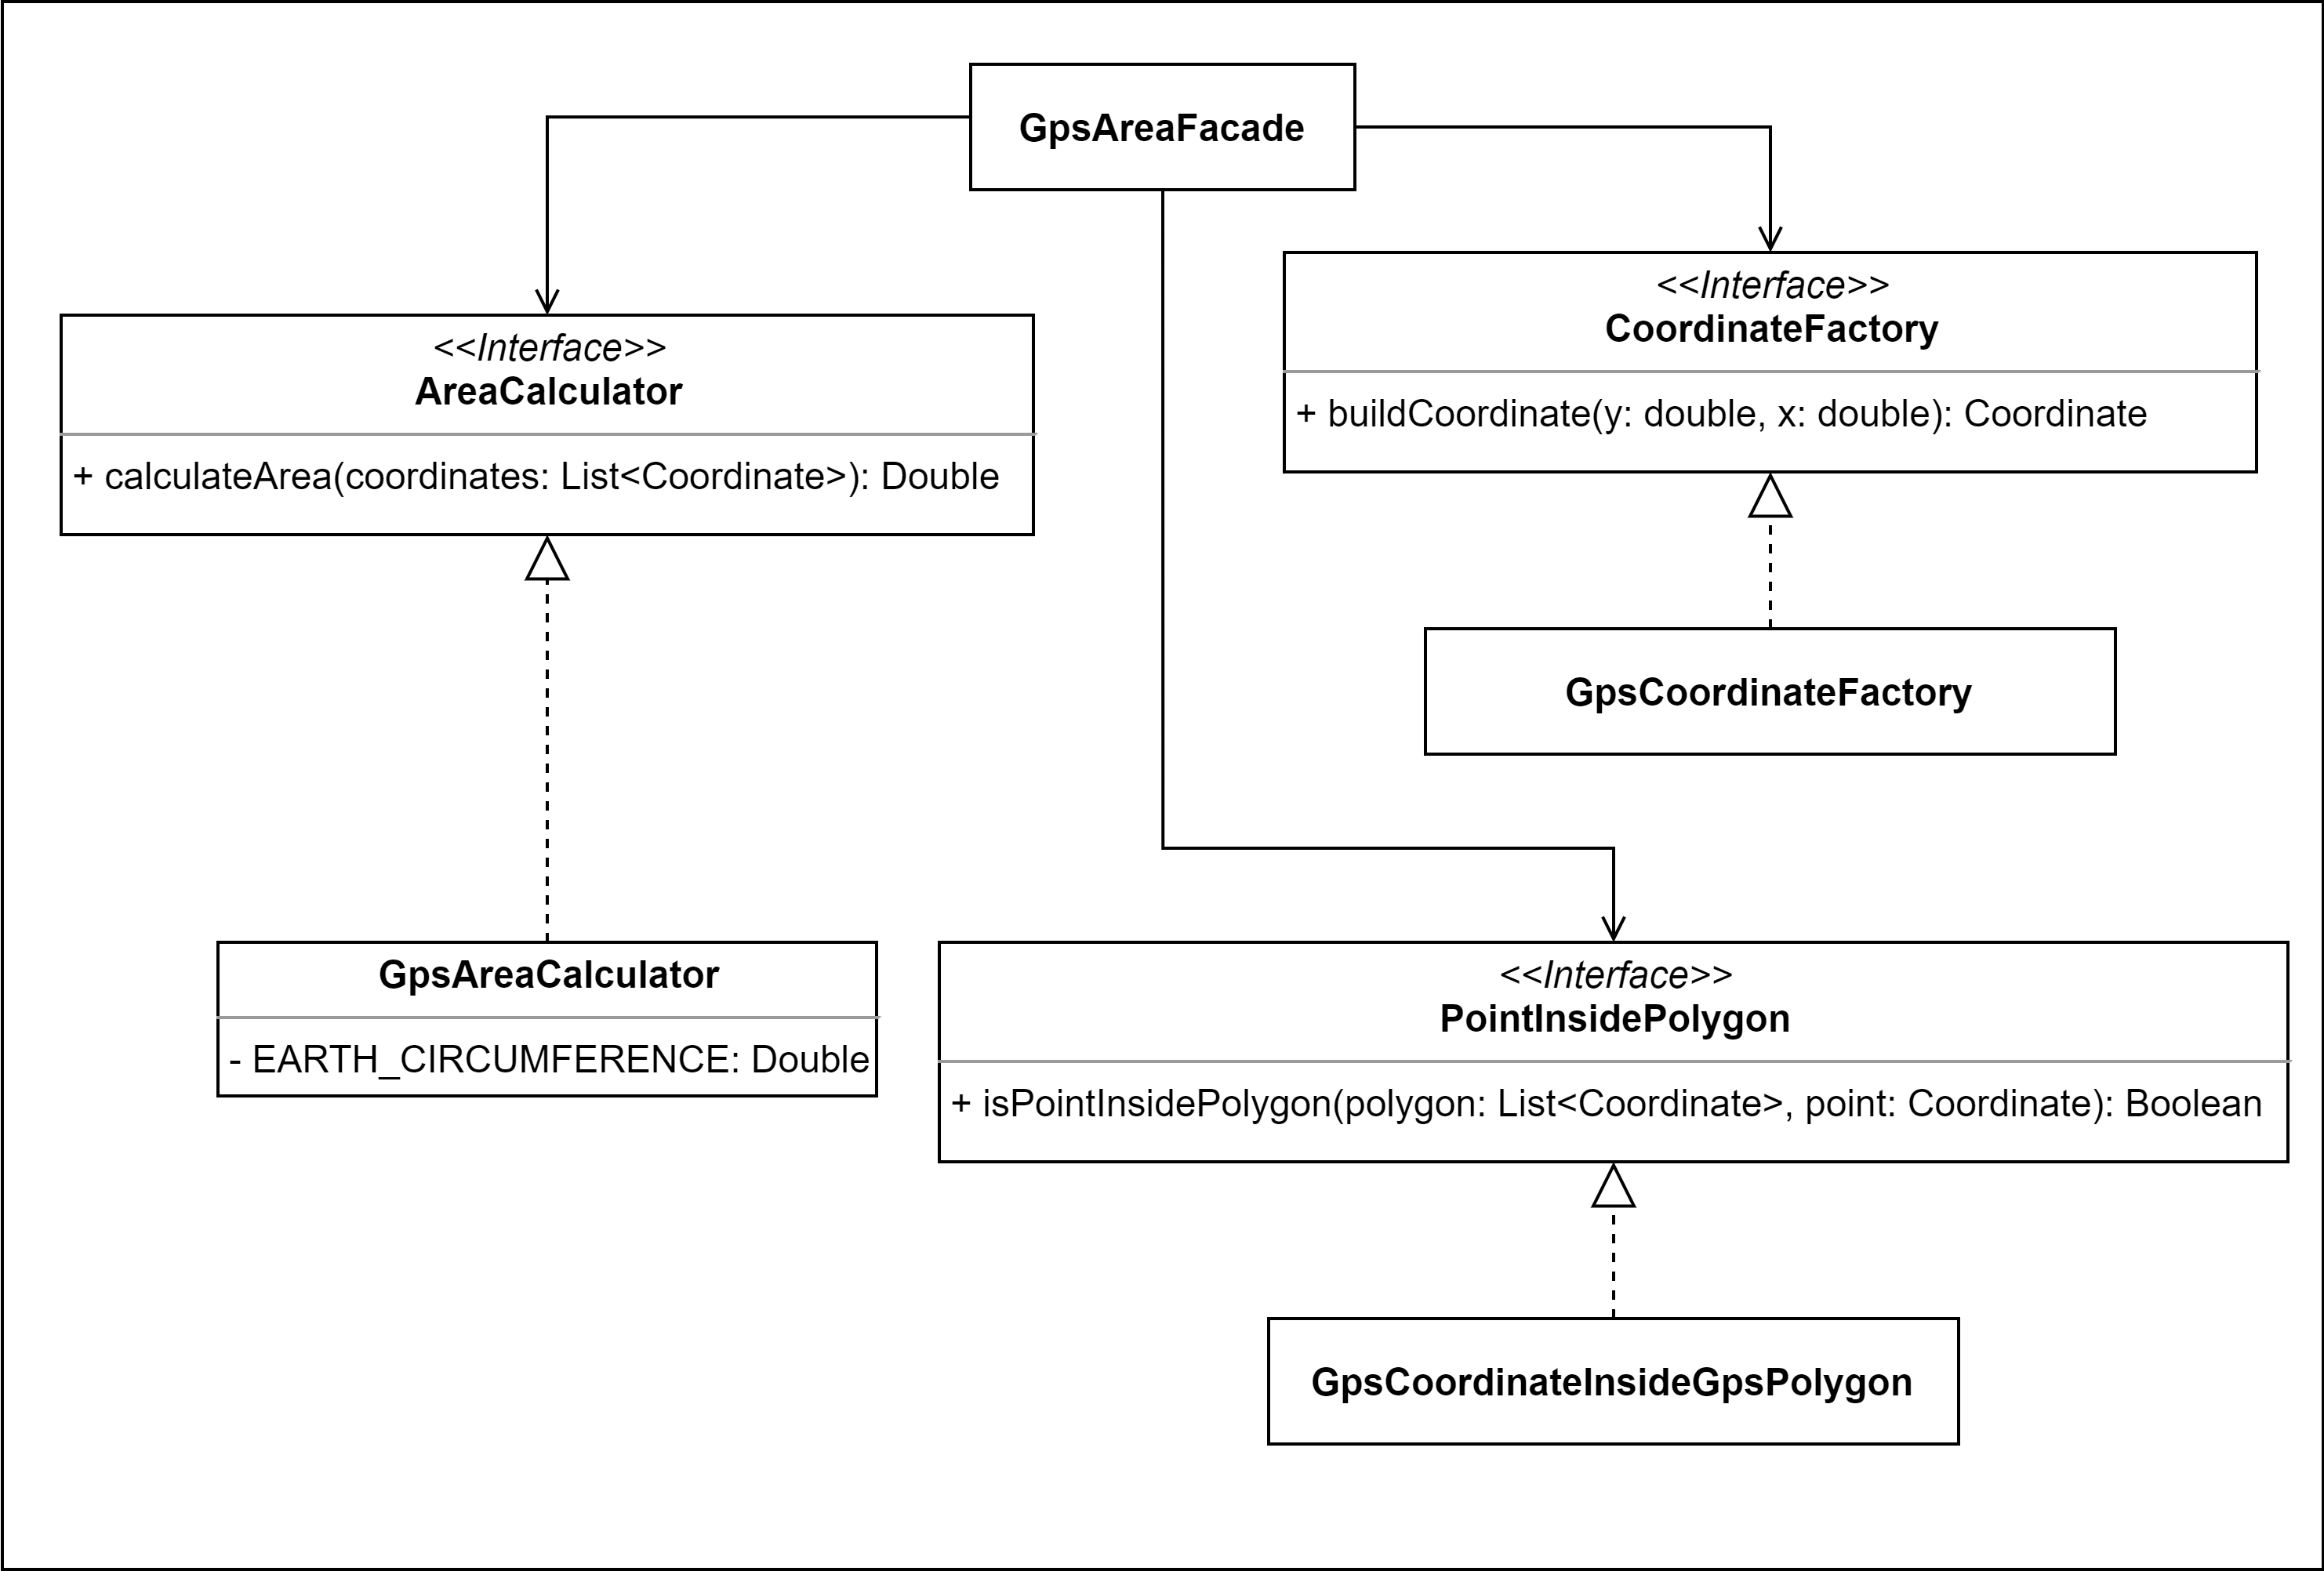 GpsAreaFacade
<<Interface>>
CoordinateFactory
+ buildCoordinate(y: double, x: double): Coordinate
<<Interface>>
AreaCalculator
+ calculateArea(coordinates: List<Coordinate>): Double
GpsCoordinateFactory
GpsAreaCalculator
- EARTH_CIRCUMFERENCE: Double
<<Interface>>
PointInsidePolygon
+ isPointInsidePolygon(polygon: List<Coordinate>, point: Coordinate): Boolean
GpsCoordinateInsideGpsPolygon